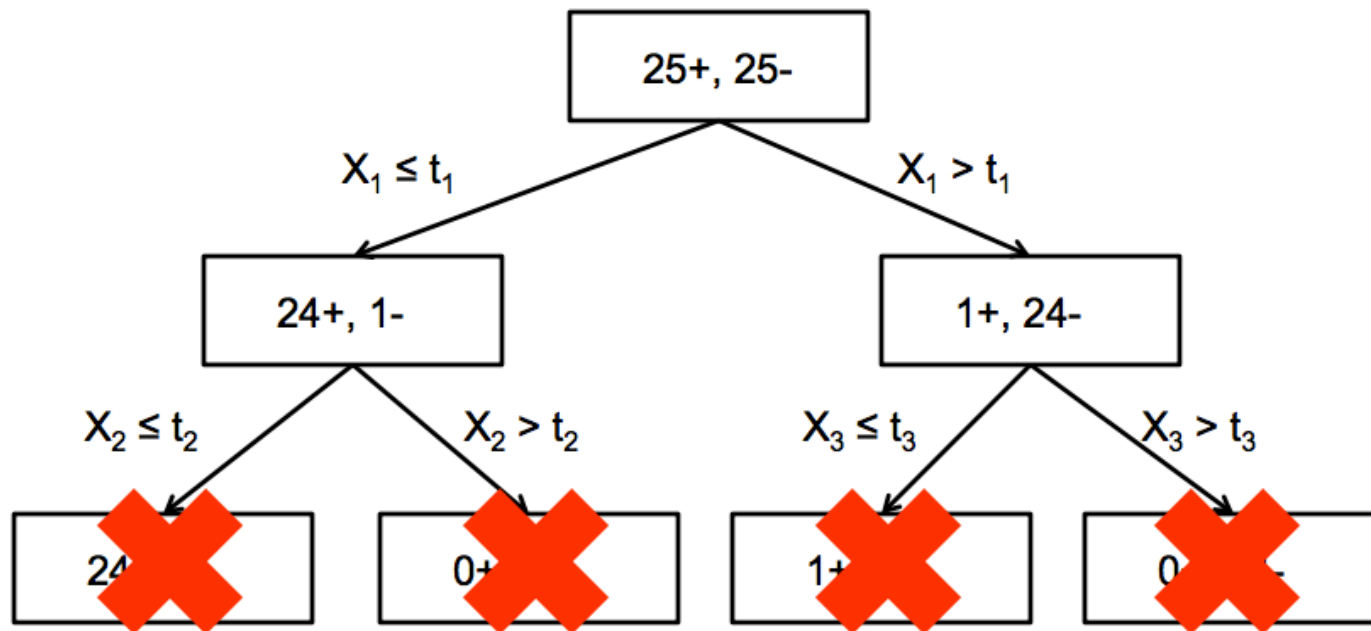 25+, 25-
X₁ ≤ t₁
X₁ > t₁
24+, 1-
1+, 24-
X₂ ≤ t₂
X₂ > t₂
X₃ ≤ t₃
X₃ > t₃
24
0+
1+
0
-